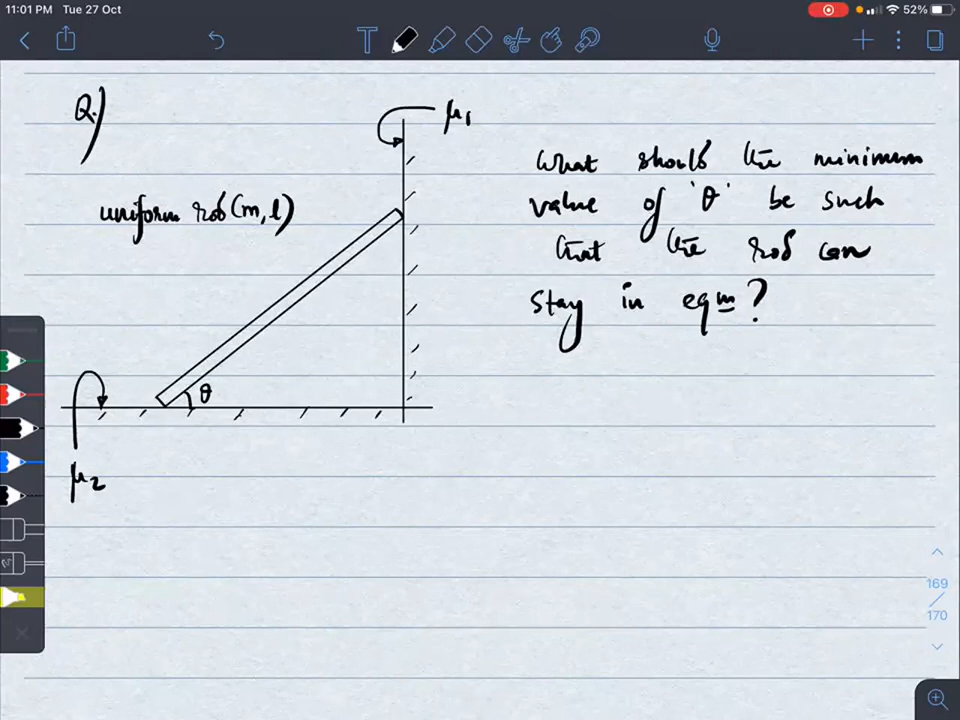 11:01 PM Tue 27 Oct
52%
T
Q.)
μ1
uniform rod (m, l)
θ
μ2
What should the minimum
value of 'θ' be such
that the rod can
stay in eqm?
169
170